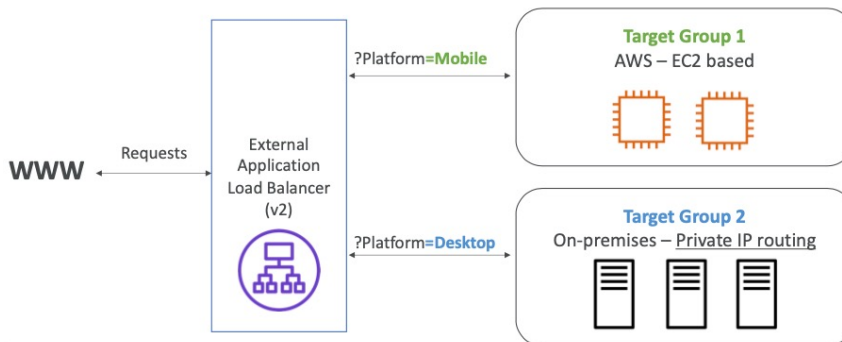 WWW
Requests
External
Application
Load Balancer
(v2)
?Platform=Mobile
Target Group 1
AWS – EC2 based
?Platform=Desktop
Target Group 2
On-premises – Private IP routing